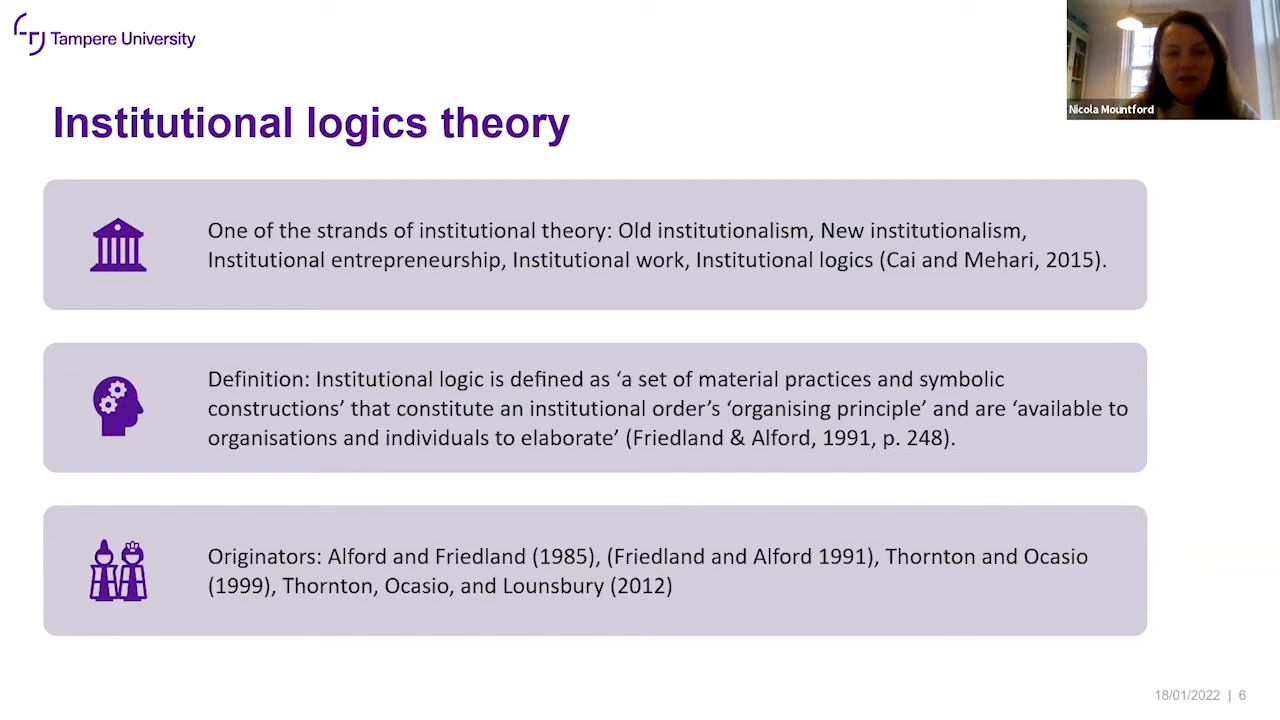 Tampere University
Nicola Mountford
Institutional logics theory
One of the strands of institutional theory: Old institutionalism, New institutionalism,
Institutional entrepreneurship, Institutional work, Institutional logics (Cai and Mehari, 2015).
Definition: Institutional logic is defined as ‘a set of material practices and symbolic
constructions’ that constitute an institutional order’s ‘organising principle’ and are ‘available to
organisations and individuals to elaborate’ (Friedland & Alford, 1991, p. 248).
Originators: Alford and Friedland (1985), (Friedland and Alford 1991), Thornton and Ocasio
(1999), Thornton, Ocasio, and Lounsbury (2012)
18/01/2022 | 6